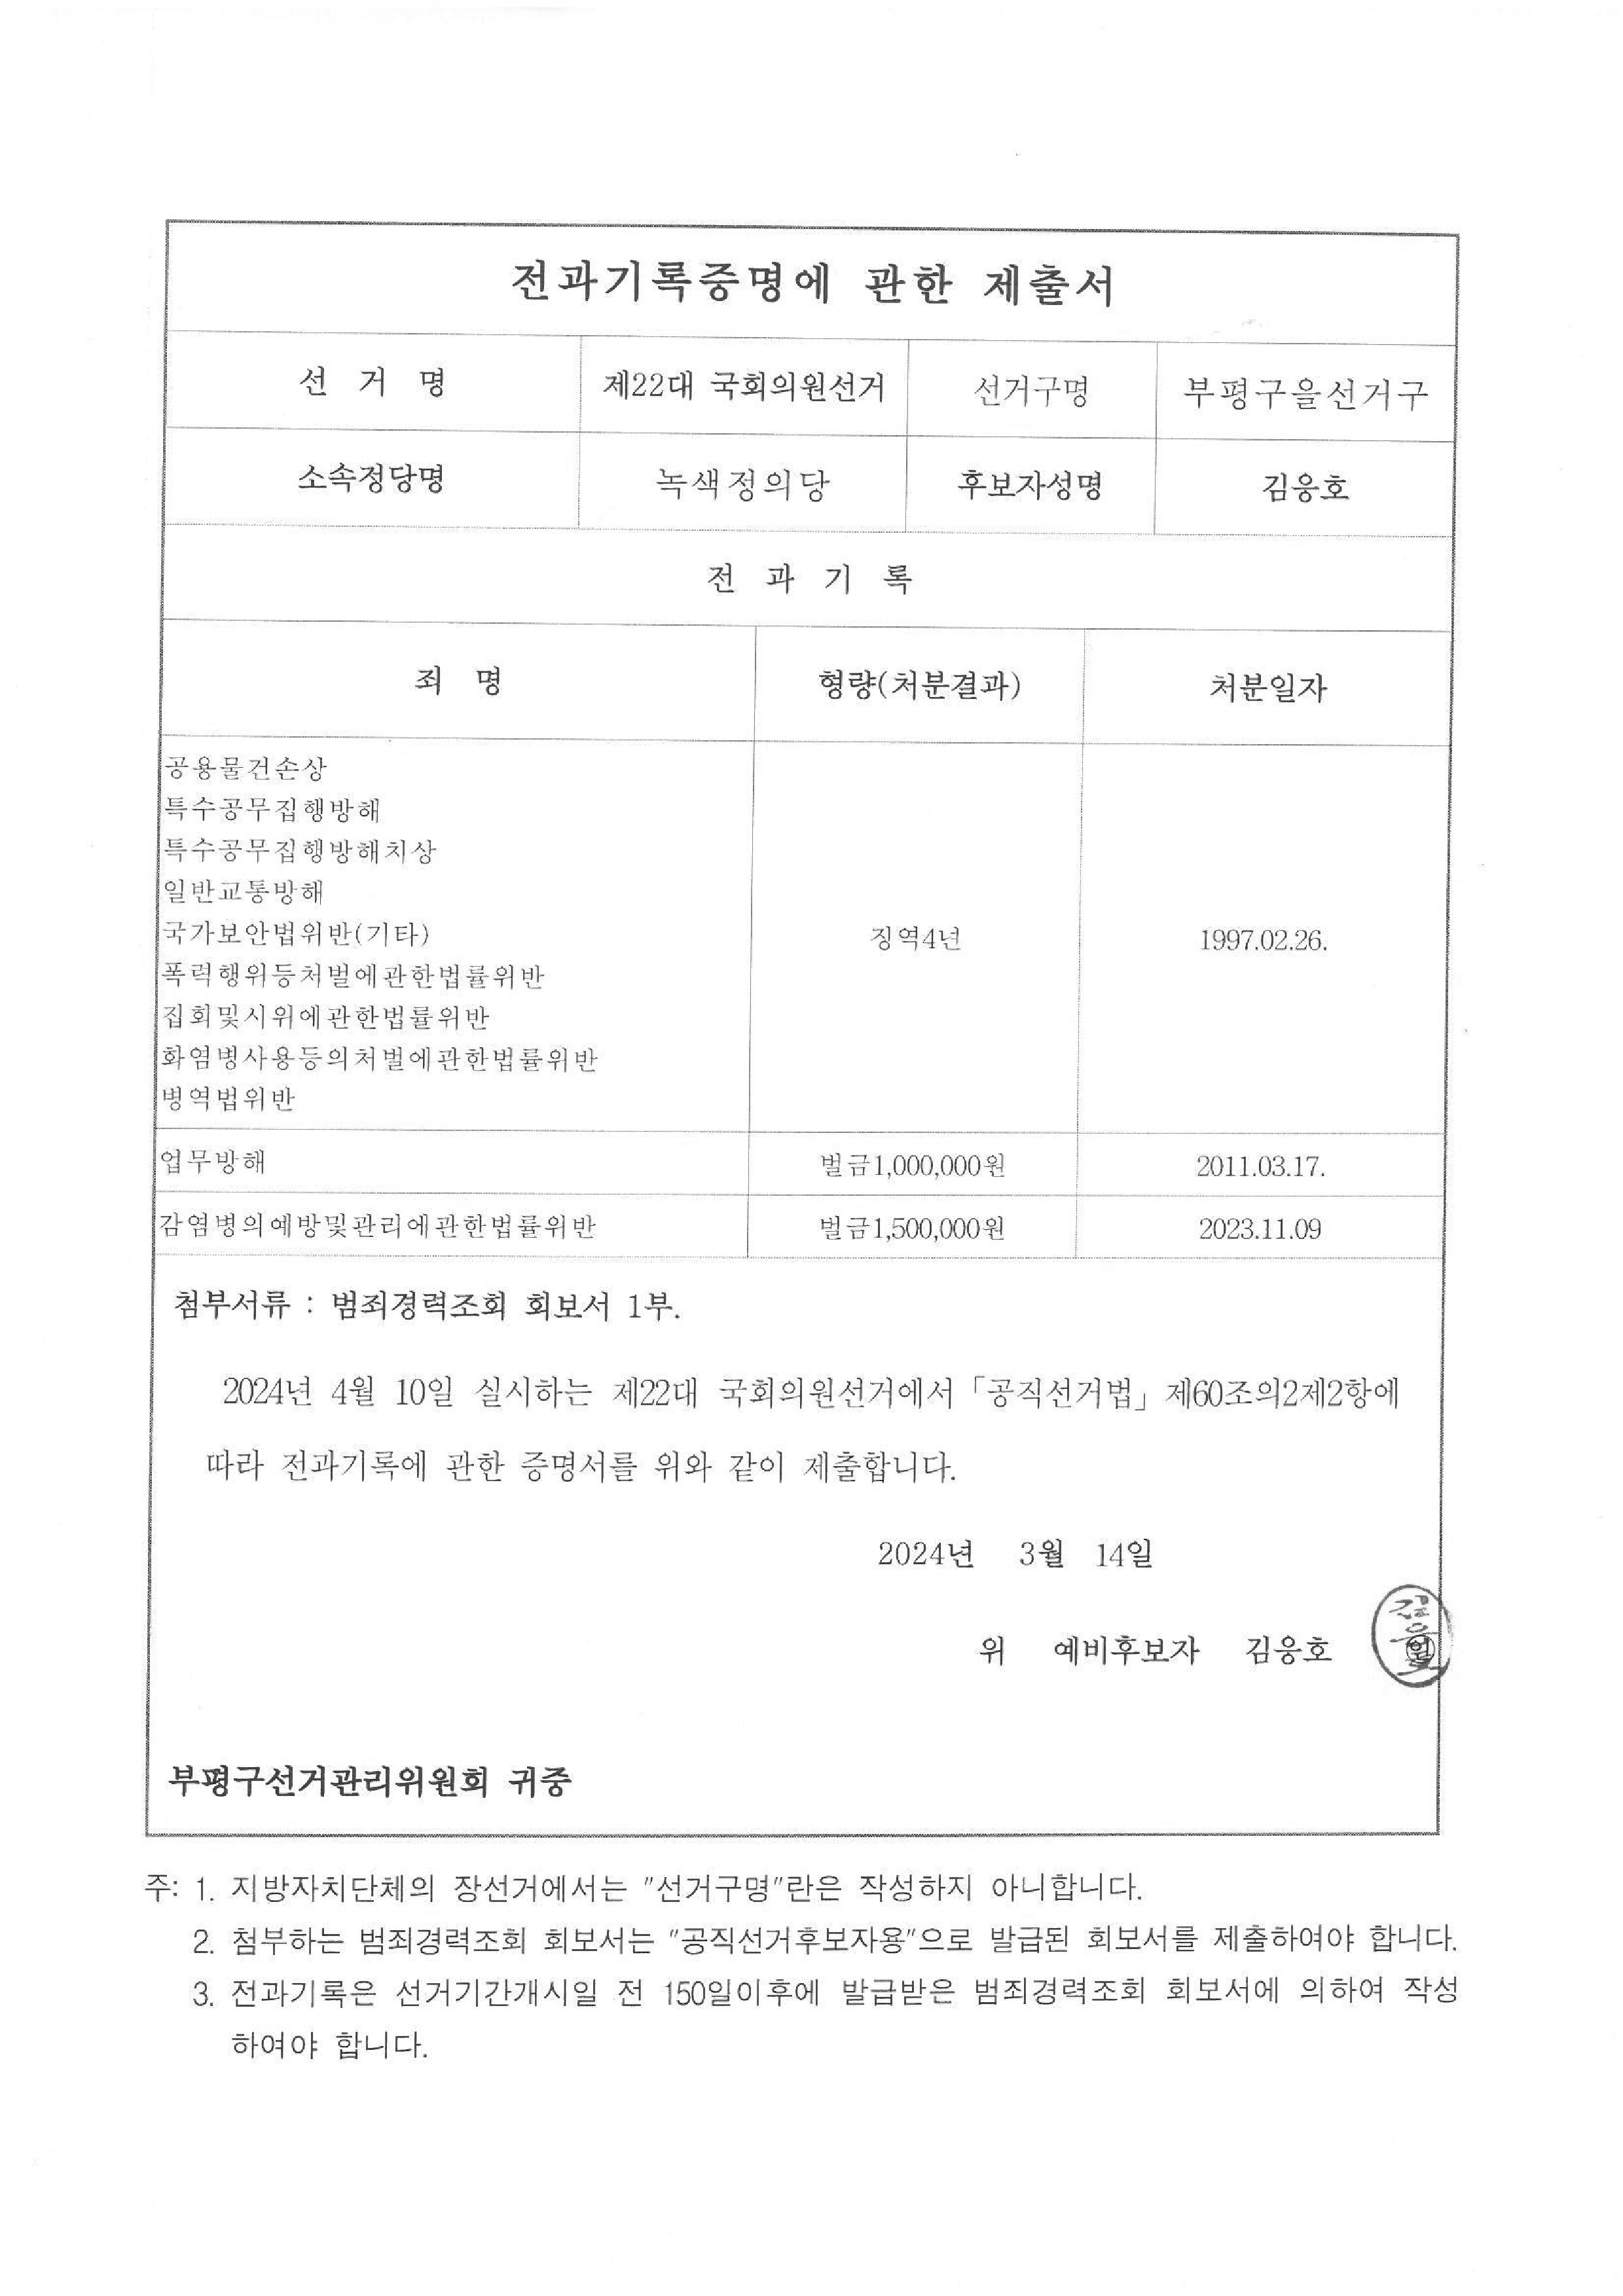 전과기록증명에 관한 제출서
선 거 명 제22대 국회의원선거 선거구명 부평구을선거구
소속정당명 녹색정의당 후보자성명 김응호
전 과 기 록
죄 명 형량(처분결과) 처분일자
공용물건손상
특수공무집행방해
특수공무집행방해치상
일반교통방해
국가보안법위반(기타) 징역4년 1997.02.26.
폭력행위등처벌에관한법률위반
집회및시위에관한법률위반
화염병사용등의처벌에관한법률위반
병역법위반
업무방해 벌금1,000,000원 2011.03.17.
감염병의예방및관리에관한법률위반 벌금1,500,000원 2023.11.09
첨부서류 : 범죄경력조회 회보서 1부.
2024년 4월 10일 실시하는 제22대 국회의원선거에서 「공직선거법」 제60조의2제2항에
따라 전과기록에 관한 증명서를 위와 같이 제출합니다.
2024년 3월 14일
위 예비후보자 김응호
부평구선거관리위원회 귀중
주: 1. 지방자치단체의 장선거에서는 "선거구명"란은 작성하지 아니합니다.
2. 첨부하는 범죄경력조회 회보서는 "공직선거후보자용"으로 발급된 회보서를 제출하여야 합니다.
3. 전과기록은 선거기간개시일 전 150일이후에 발급받은 범죄경력조회 회보서에 의하여 작성
하여야 합니다.